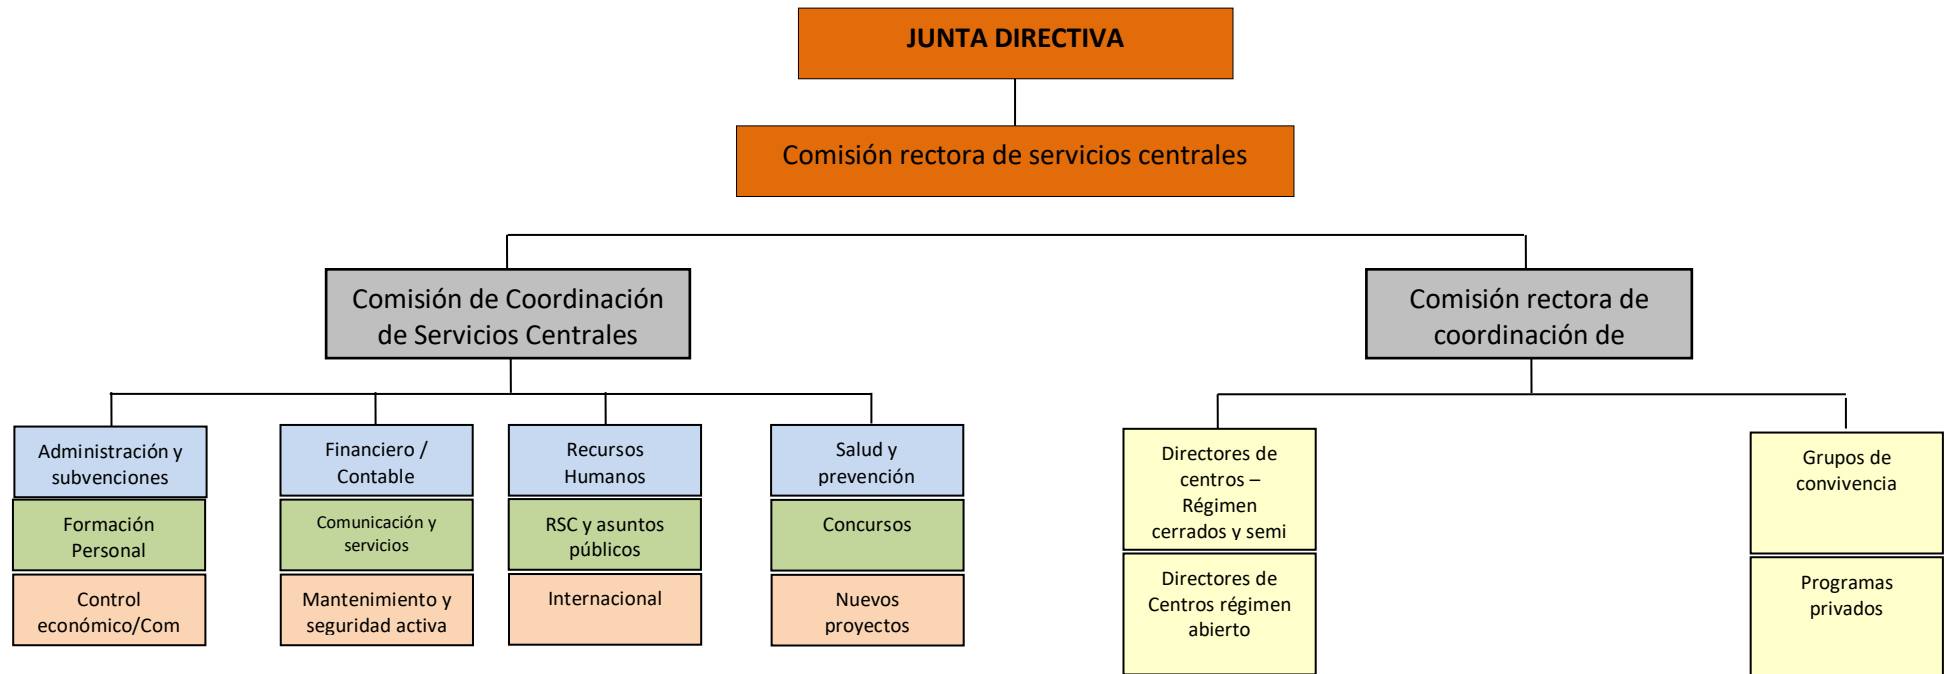 JUNTA DIRECTIVA
Comisión rectora de servicios centrales
Comisión de Coordinación
de Servicios Centrales
Comisión rectora de
coordinación de
Administración y
subvenciones
Formación
Personal
Control
económico/Com
Financiero /
Contable
Comunicación y
servicios
Mantenimiento y
seguridad activa
Recursos
Humanos
RSC y asuntos
públicos
Internacional
Salud y
prevención
Concursos
Nuevos
proyectos
Directores de
centros –
Régimen
cerrados y semi
Directores de
Centros régimen
abierto
Grupos de
convivencia
Programas
privados